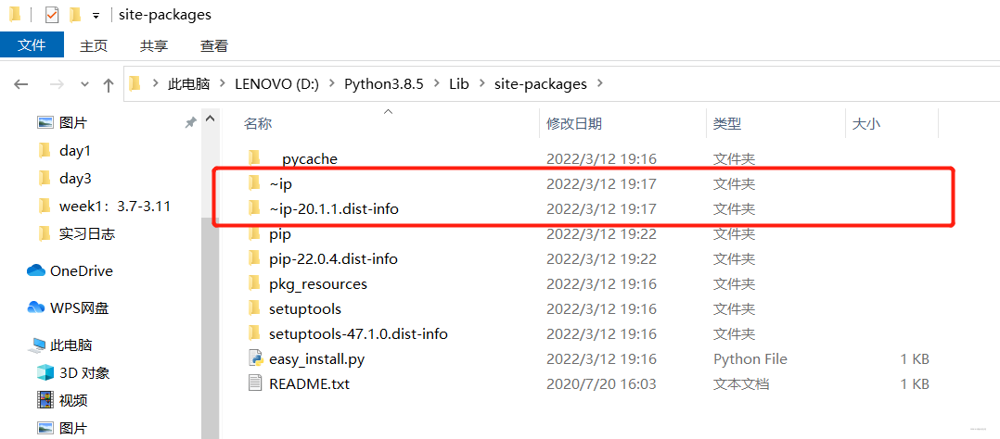 site-packages
文件 主页 共享 查看
此电脑 LENOVO (D:) Python3.8.5 Lib site-packages
名称 修改日期 类型 大小
图片
day1
day3
week1：3.7-3.11
实习日志
OneDrive
WPS网盘
此电脑
3D 对象
视频
图片
__pycache__ 2022/3/12 19:16 文件夹
~ip 2022/3/12 19:17 文件夹
~ip-20.1.1.dist-info 2022/3/12 19:17 文件夹
pip 2022/3/12 19:22 文件夹
pip-22.0.4.dist-info 2022/3/12 19:22 文件夹
pkg_resources 2022/3/12 19:16 文件夹
setuptools 2022/3/12 19:16 文件夹
setuptools-47.1.0.dist-info 2022/3/12 19:16 文件夹
easy_install.py 2022/3/12 19:16 Python File 1 KB
README.txt 2020/7/20 16:03 文本文档 1 KB